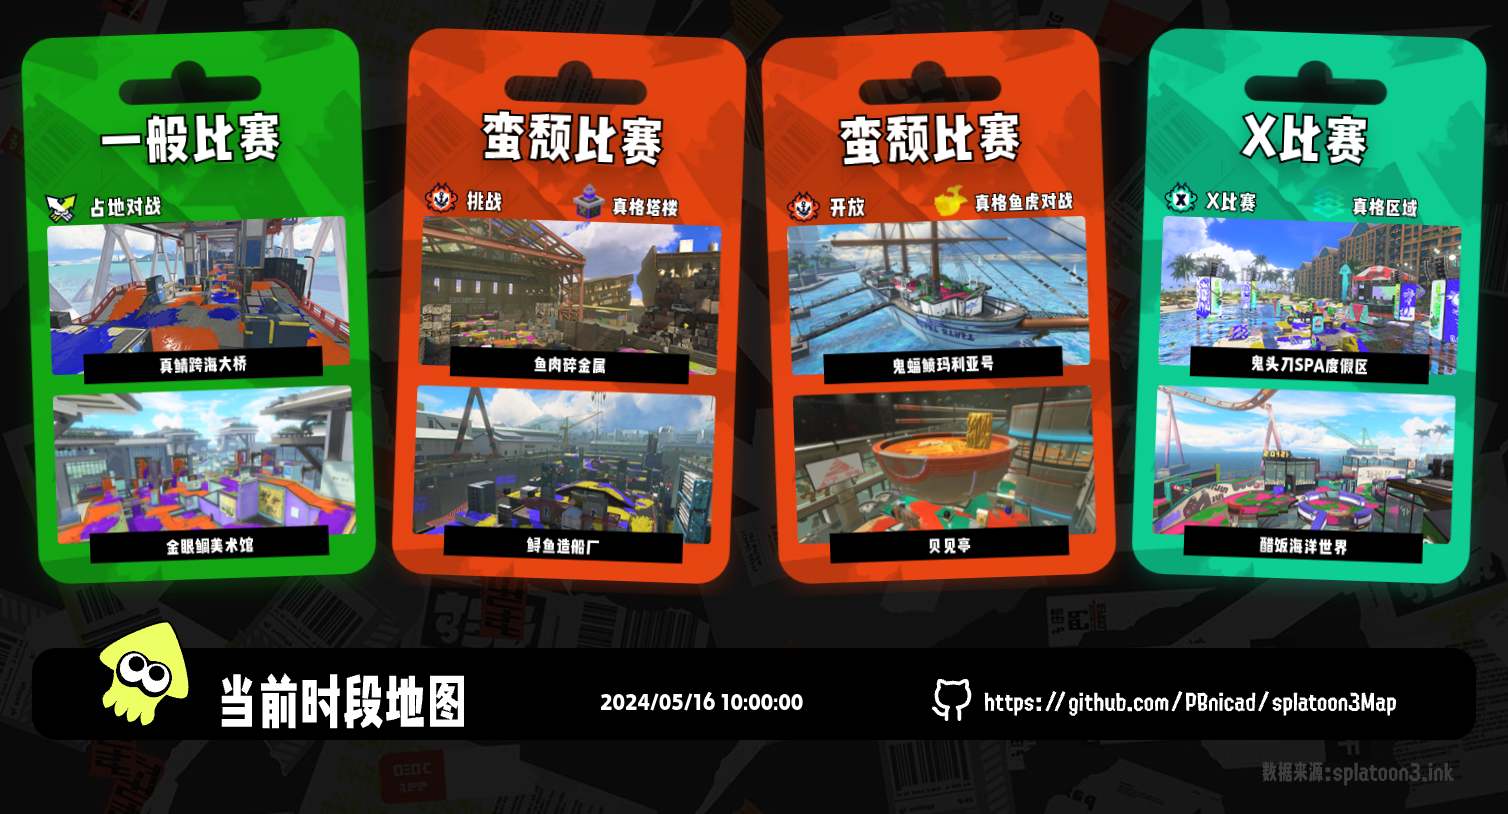 一般比赛
占地对战
真鲭跨海大桥
金眼鲷美术馆
蛮颓比赛
挑战
真格塔楼
鱼肉碎金属
鲟鱼造船厂
蛮颓比赛
开放
真格鱼虎对战
鬼蝠鲼玛利亚号
贝见亭
X比赛
X比赛
真格区域
鬼头刀SPA度假区
醋饭海洋世界
当前时段地图
2024/05/16 10:00:00
https://github.com/PBnicad/splatoon3Map
数据来源:splatoon3.ink